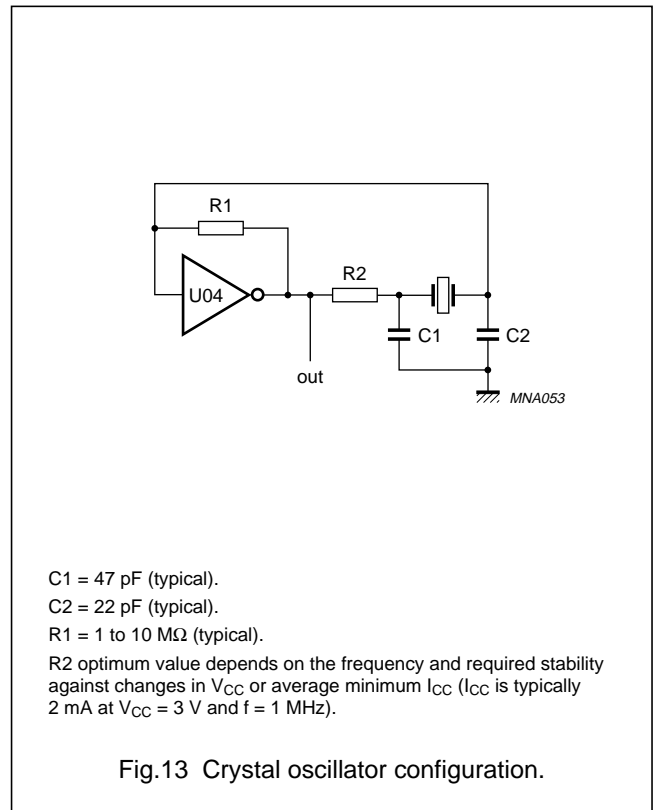 R1
U04
R2
C1
C2
out
MNA053
C1 = 47 pF (typical).
C2 = 22 pF (typical).
R1 = 1 to 10 MΩ (typical).
R2 optimum value depends on the frequency and required stability
against changes in VCC or average minimum ICC (ICC is typically
2 mA at VCC = 3 V and f = 1 MHz).
Fig.13 Crystal oscillator configuration.